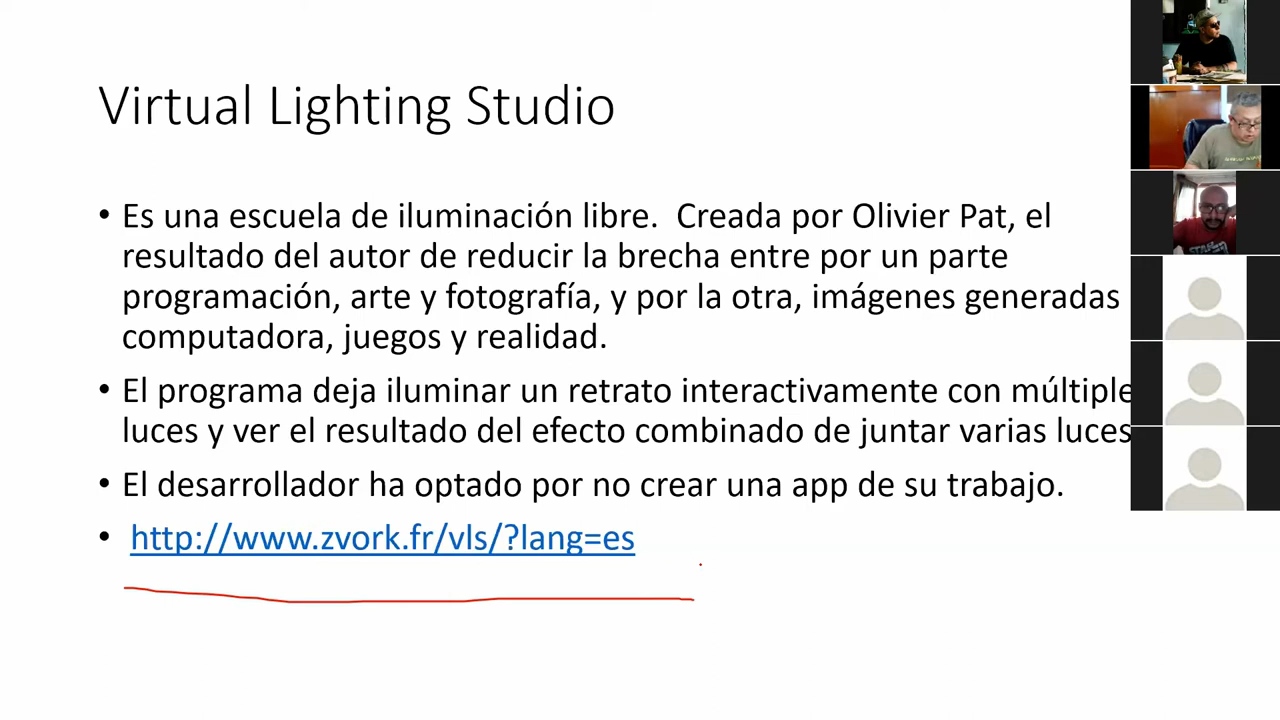 Virtual Lighting Studio
• Es una escuela de iluminación libre. Creada por Olivier Pat, el
resultado del autor de reducir la brecha entre por un parte
programación, arte y fotografía, y por la otra, imágenes generadas
computadora, juegos y realidad.
• El programa deja iluminar un retrato interactivamente con múltiple
luces y ver el resultado del efecto combinado de juntar varias luces
• El desarrollador ha optado por no crear una app de su trabajo.
• http://www.zvork.fr/vls/?lang=es